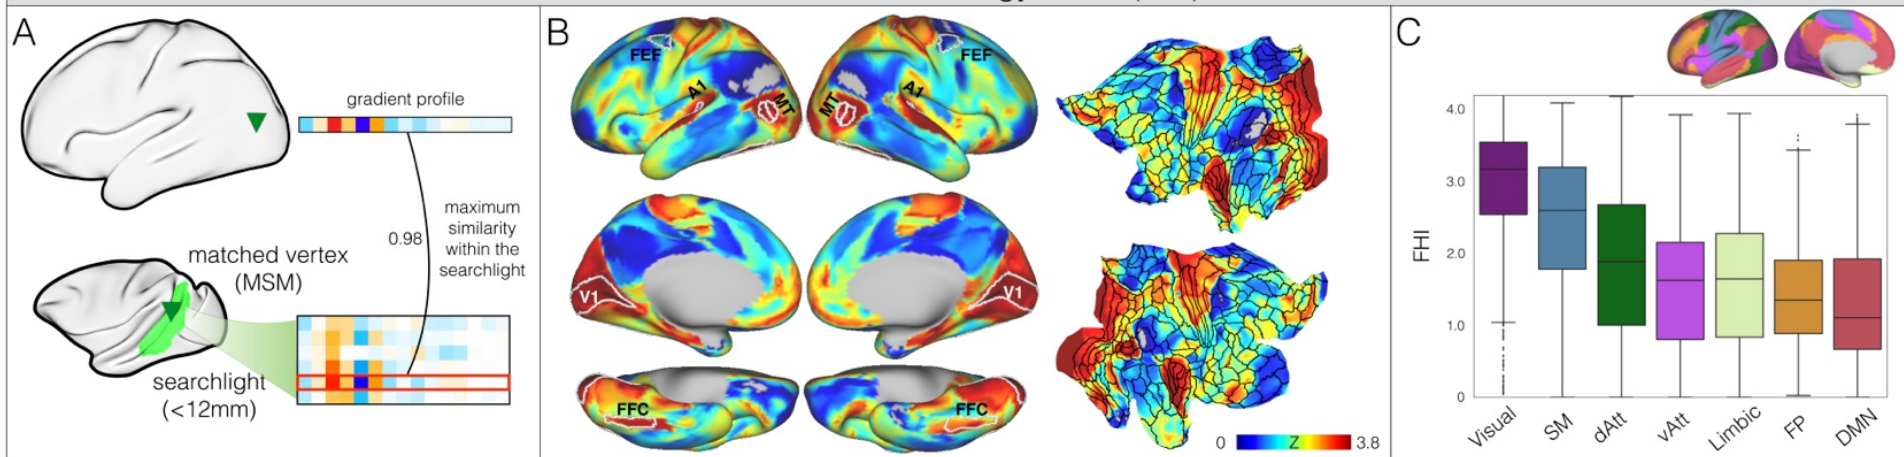 A
gradient profile
0.98
maximum
similarity
within the
searchlight
matched vertex
(MSM)
searchlight
(<12mm)
B
FEF
FEF
A1
A1
MT
MT
V1
V1
FFC
FFC
0 Z 3.8
C
4.0
3.0
2.0
1.0
0
FHI
Visual
SM
dAtt
vAtt
Limbic
FP
DMN